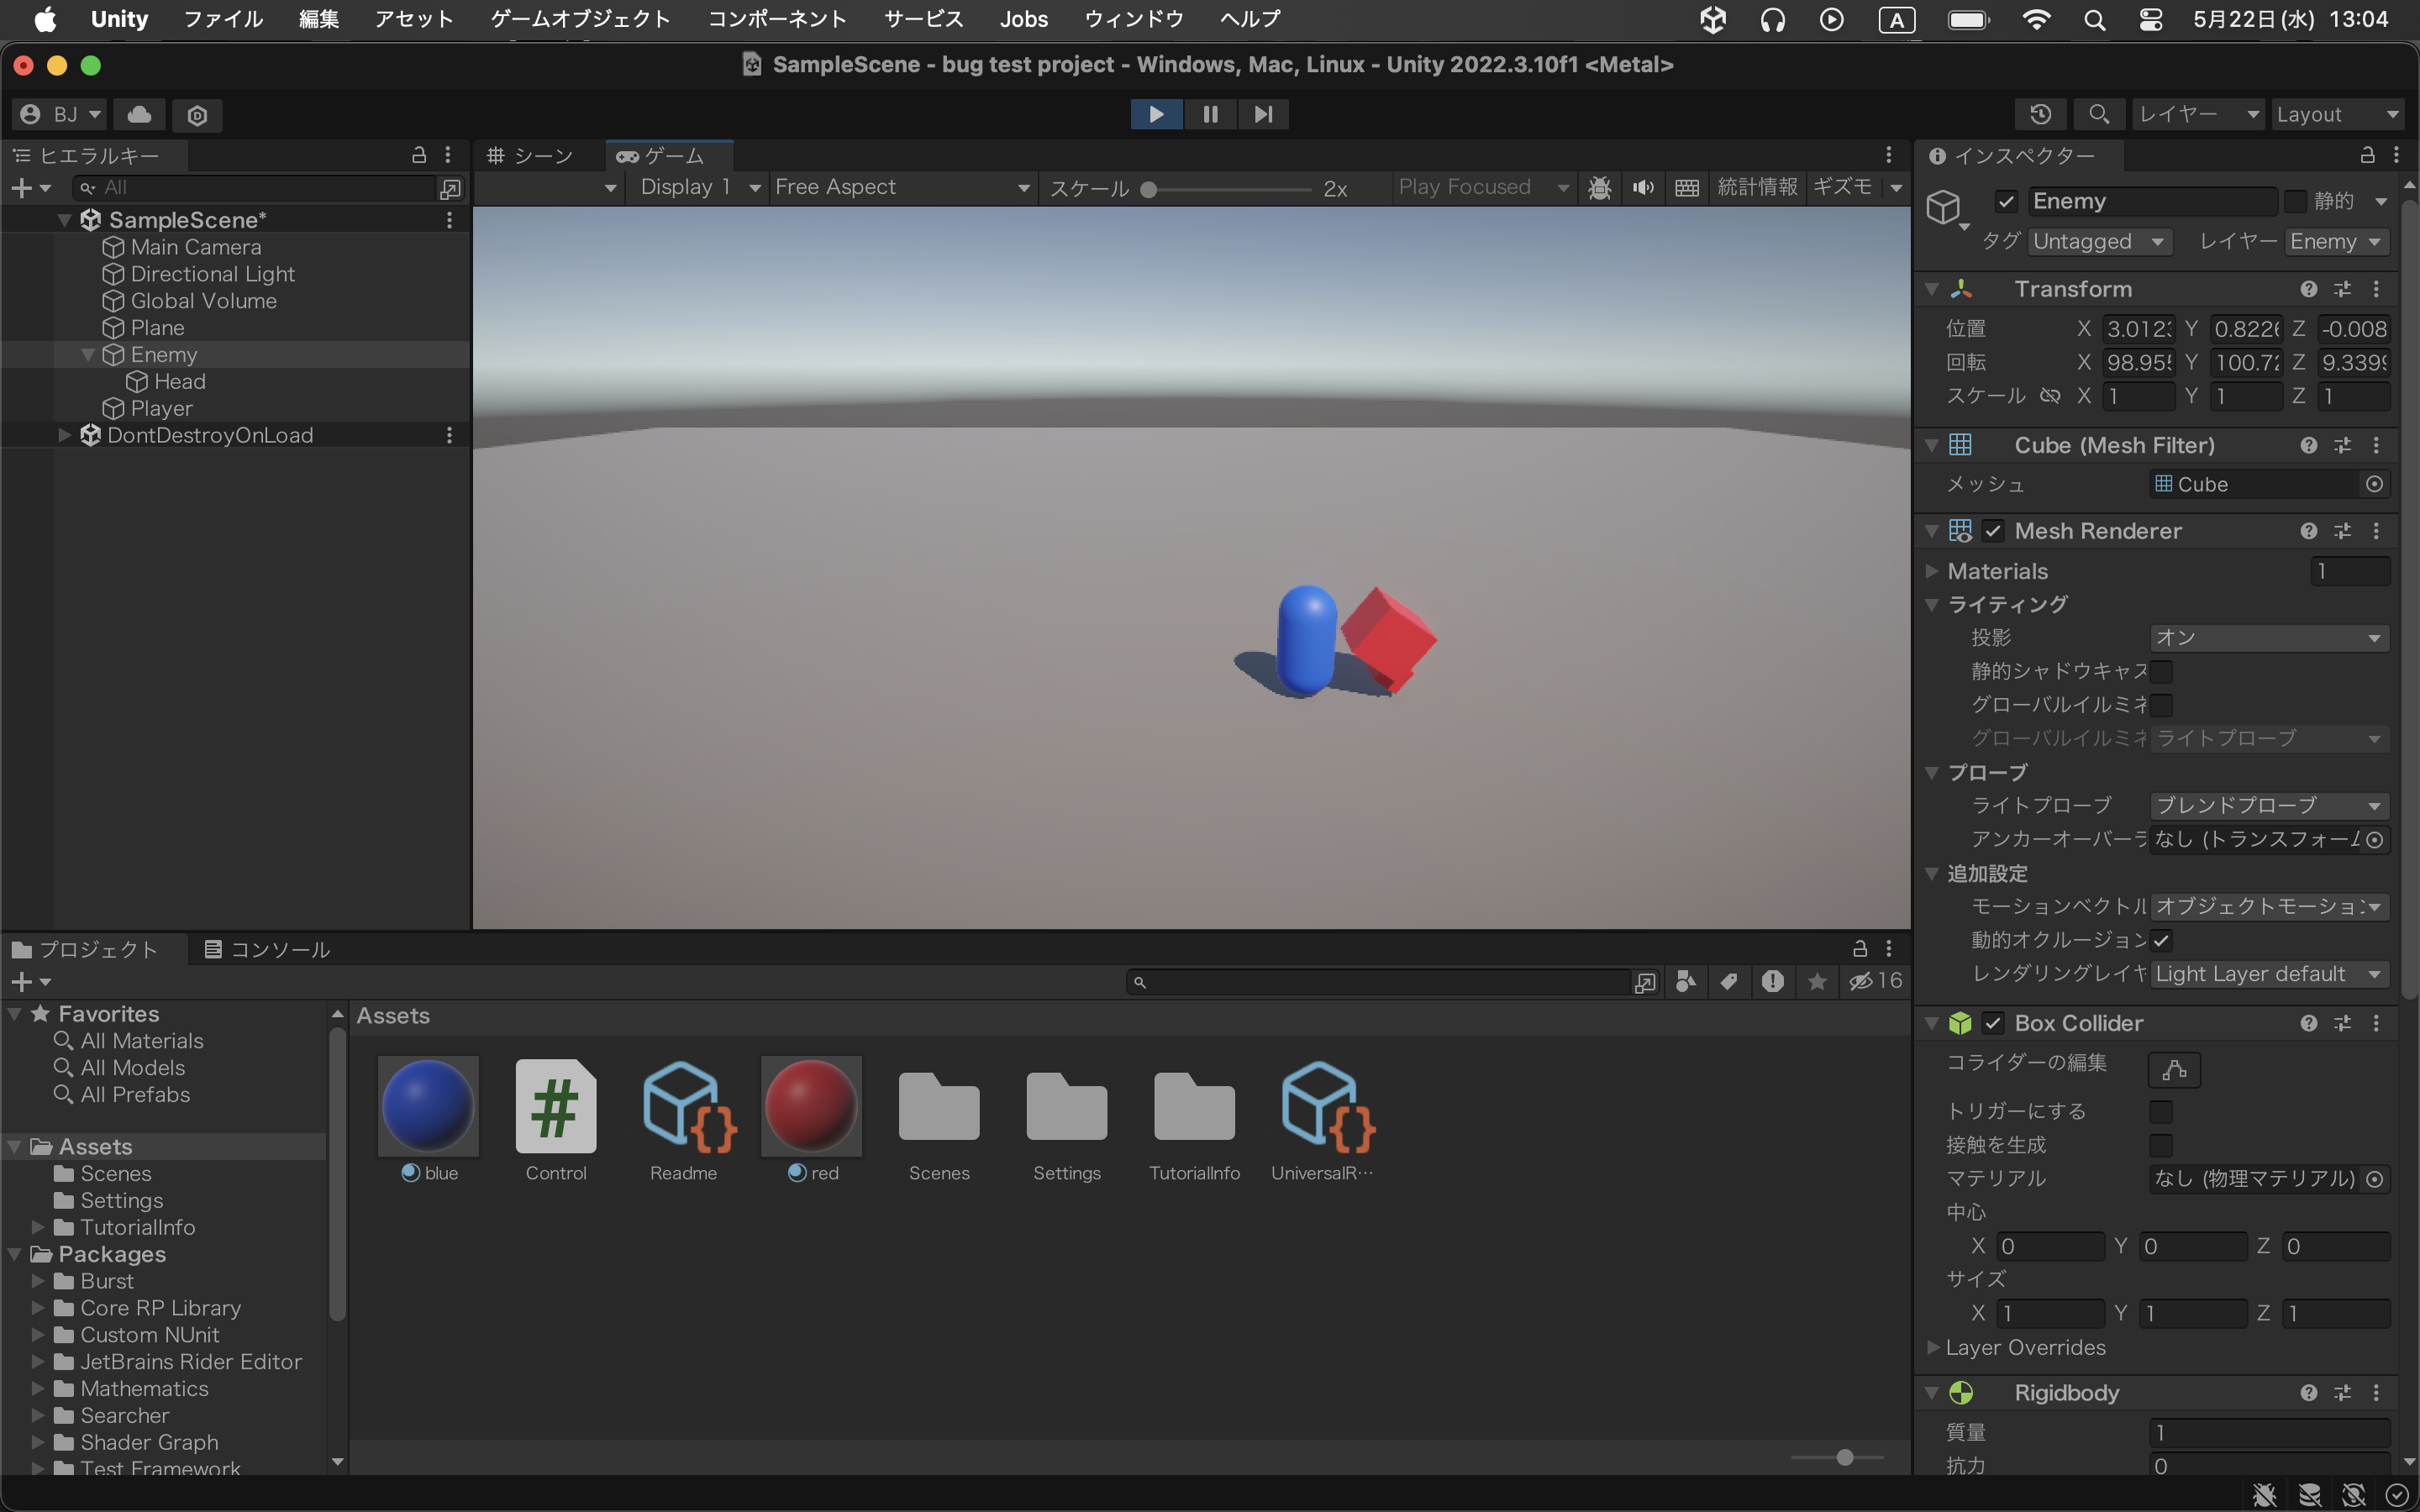 Unity ファイル 編集 アセット ゲームオブジェクト コンポーネント サービス Jobs ウィンドウ ヘルプ A 5月22日(水) 13:04
SampleScene - bug test project - Windows, Mac, Linux - Unity 2022.3.10f1 <Metal>
BJ レイヤー Layout
ヒエラルキー
All
SampleScene*
Main Camera
Directional Light
Global Volume
Plane
Enemy
Head
Player
DontDestroyOnLoad
シーン ゲーム
Display 1 Free Aspect スケール 2x Play Focused 統計情報 ギズモ
インスペクター
Enemy 静的
タグ Untagged レイヤー Enemy
Transform
位置 X 3.0123 Y 0.8226 Z -0.008
回転 X 98.955 Y 100.72 Z 9.3399
スケール X 1 Y 1 Z 1
Cube (Mesh Filter)
メッシュ Cube
Mesh Renderer
Materials 1
ライティング
投影 オン
静的シャドウキャス
グローバルイルミネ
グローバルイルミネ ライトプローブ
プローブ
ライトプローブ ブレンドプローブ
アンカーオーバーラ なし (トランスフォーム
追加設定
モーションベクトル オブジェクトモーション
動的オクルージョン
レンダリングレイヤ Light Layer default
Box Collider
コライダーの編集
トリガーにする
接触を生成
マテリアル なし (物理マテリアル)
中心
X 0 Y 0 Z 0
サイズ
X 1 Y 1 Z 1
Layer Overrides
Rigidbody
質量 1
抗力 0
プロジェクト コンソール
16
Favorites
All Materials
All Models
All Prefabs
Assets
Scenes
Settings
TutorialInfo
Packages
Burst
Core RP Library
Custom NUnit
JetBrains Rider Editor
Mathematics
Searcher
Shader Graph
Test Framework
Assets
blue Control Readme red Scenes Settings TutorialInfo UniversalR...